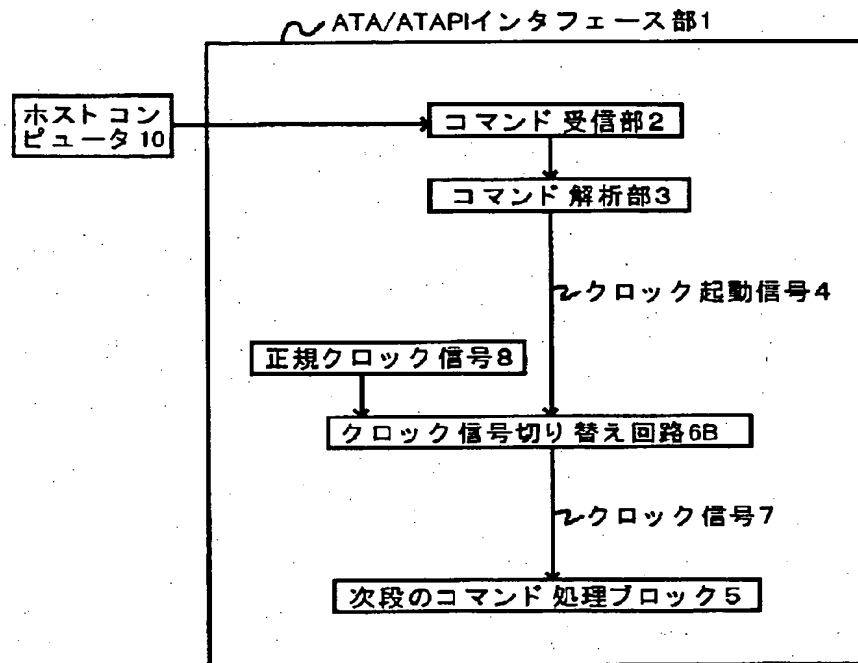 ATA/ATAPIインタフェース部1
ホストコン
ピュータ10
コマンド受信部2
コマンド解析部3
クロック起動信号4
正規クロック信号8
クロック信号切り替え回路6B
クロック信号7
次段のコマンド処理ブロック5